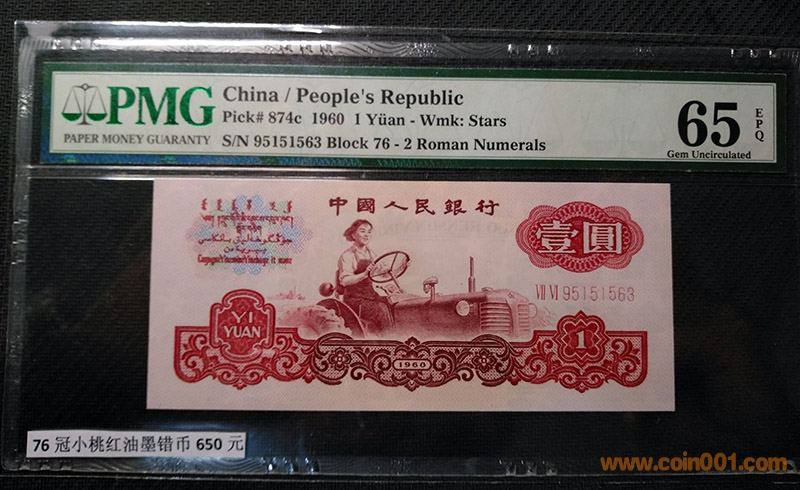 PMG
PAPER MONEY GUARANTY
China / People's Republic
Pick# 874c 1960 1 Yüan - Wmk: Stars
S/N 95151563 Block 76 - 2 Roman Numerals
65
EPQ
Gem Uncirculated
中國人民銀行
壹圓
VII VI 95151563
YI
YUAN
1960
1
76 冠小桃红油墨错币 650 元
www.coin001.com